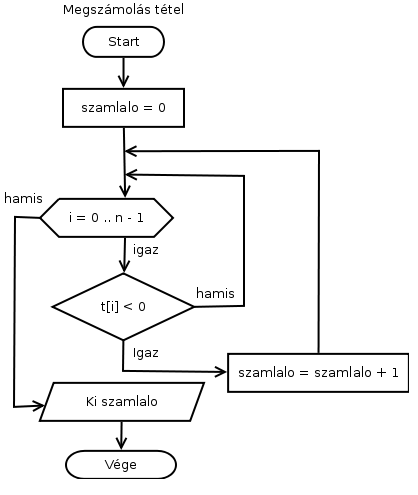 Megszámolás tétel
Start
szamlalo = 0
hamis
i = 0 .. n - 1
igaz
hamis
t[i] < 0
Igaz
szamlalo = szamlalo + 1
Ki szamlalo
Vége